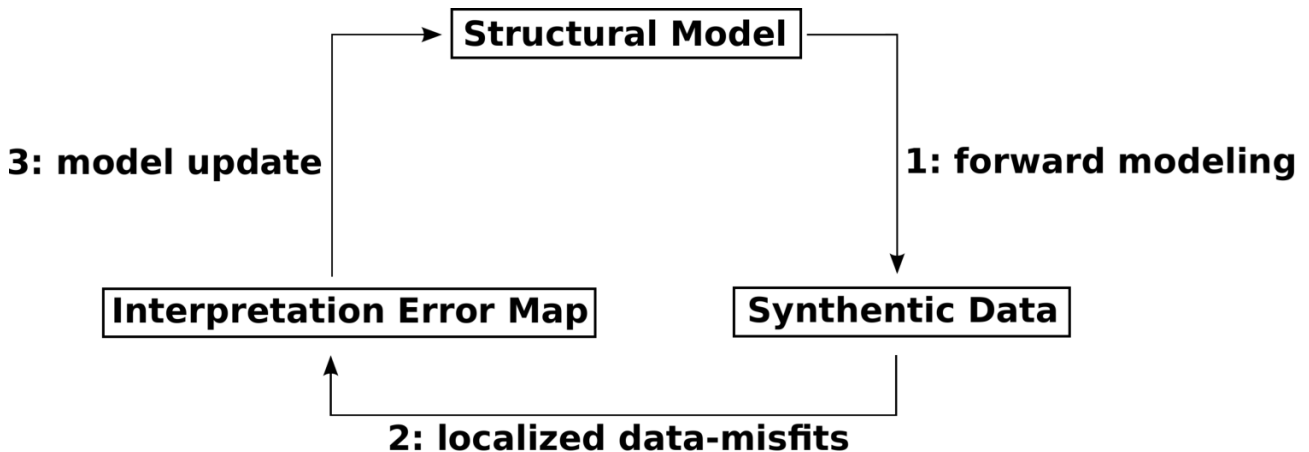 Structural Model
3: model update
1: forward modeling
Interpretation Error Map
Synthentic Data
2: localized data-misfits